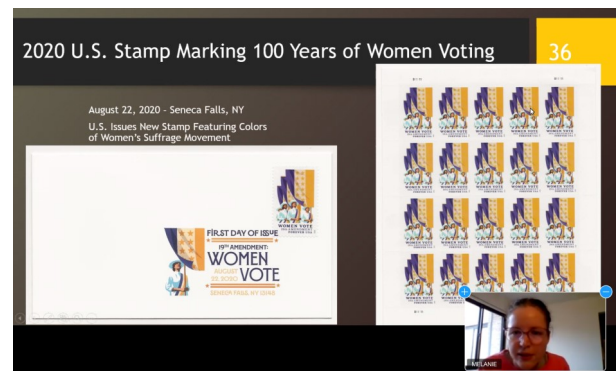 2020 U.S. Stamp Marking 100 Years of Women Voting
36
August 22, 2020 - Seneca Falls, NY
U.S. Issues New Stamp Featuring Colors
of Women's Suffrage Movement
WOMEN VOTE
FIRST DAY OF ISSUE
19TH AMENDMENT:
WOMEN
VOTE
AUGUST
22, 2020
SENECA FALLS, NY 13148
MELANIE